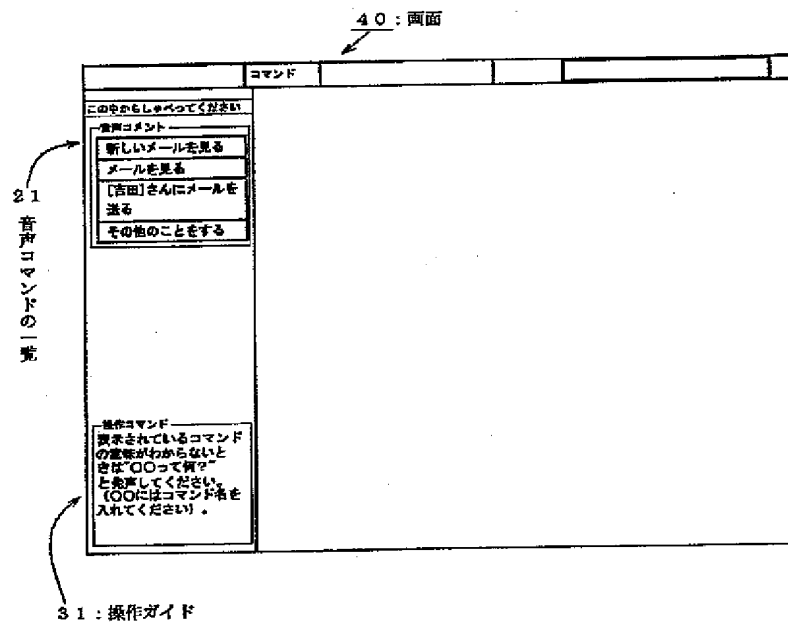 40：画面
コマンド
この中からしゃべってください
音声コメント
新しいメールを見る
メールを見る
[吉田]さんにメールを
送る
その他のことをする
21
音声コマンドの一覧
操作コマンド
表示されているコマンド
の意味がわからないと
きは"〇〇って何？"
と発声してください。
（〇〇にはコマンド名を
入れてください）。
31：操作ガイド